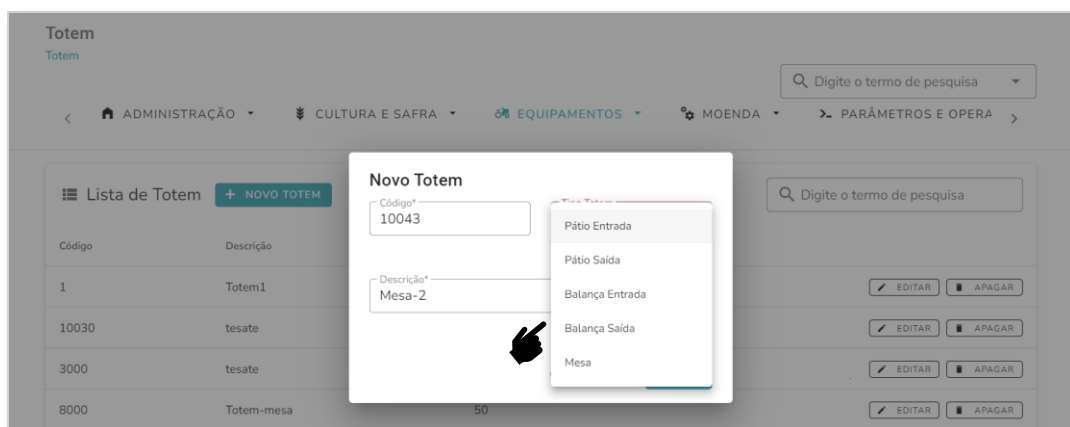 Totem
Totem
Digite o termo de pesquisa
ADMINISTRAÇÃO
CULTURA E SAFRA
EQUIPAMENTOS
MOENDA
PARÂMETROS E OPERA
Lista de Totem
+ NOVO TOTEM
Digite o termo de pesquisa
Novo Totem
Código*
10043
Tipo Totem
Pátio Entrada
Pátio Saída
Balança Entrada
Balança Saída
Mesa
Descrição*
Mesa-2
Código Descrição
1 Totem1 EDITAR APAGAR
10030 tesate EDITAR APAGAR
3000 tesate EDITAR APAGAR
8000 Totem-mesa 50 EDITAR APAGAR